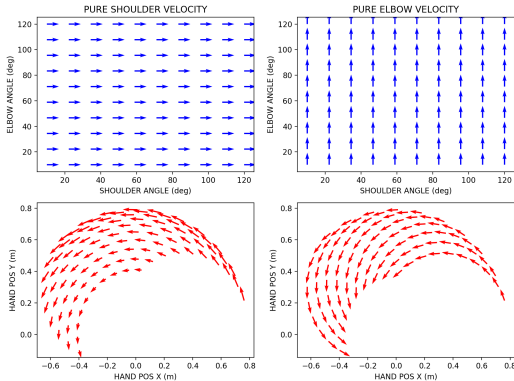 PURE SHOULDER VELOCITY
PURE ELBOW VELOCITY
ELBOW ANGLE (deg)
120
100
80
60
40
20
20 40 60 80 100 120
SHOULDER ANGLE (deg)
ELBOW ANGLE (deg)
120
100
80
60
40
20
20 40 60 80 100 120
SHOULDER ANGLE (deg)
HAND POS Y (m)
0.8
0.6
0.4
0.2
0.0
−0.6 −0.4 −0.2 0.0 0.2 0.4 0.6 0.8
HAND POS X (m)
HAND POS Y (m)
0.8
0.6
0.4
0.2
0.0
−0.6 −0.4 −0.2 0.0 0.2 0.4 0.6 0.8
HAND POS X (m)